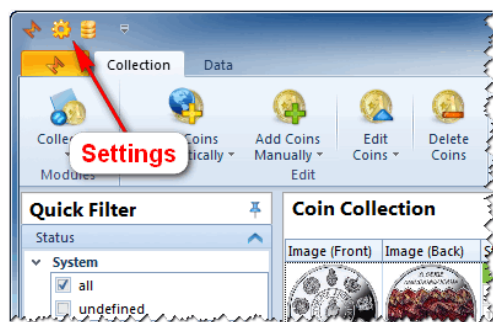 Collection Data
Settings
Colle
Coins
tically
Add Coins
Manually
Edit
Coins
Delete
Coins
Modules
Edit
Quick Filter
Coin Collection
Status
Image (Front) Image (Back) S
System
all
undefined